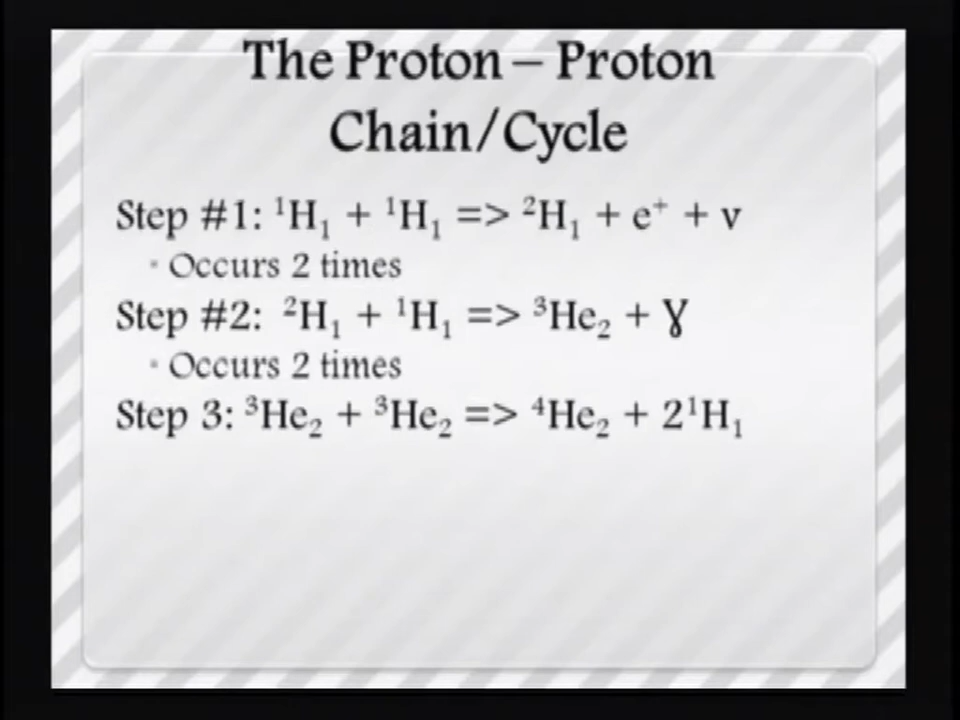 The Proton – Proton
Chain/Cycle
Step #1: ¹H₁ + ¹H₁ => ²H₁ + e⁺ + ν
• Occurs 2 times
Step #2: ²H₁ + ¹H₁ => ³He₂ + Ɣ
• Occurs 2 times
Step 3: ³He₂ + ³He₂ => ⁴He₂ + 2¹H₁